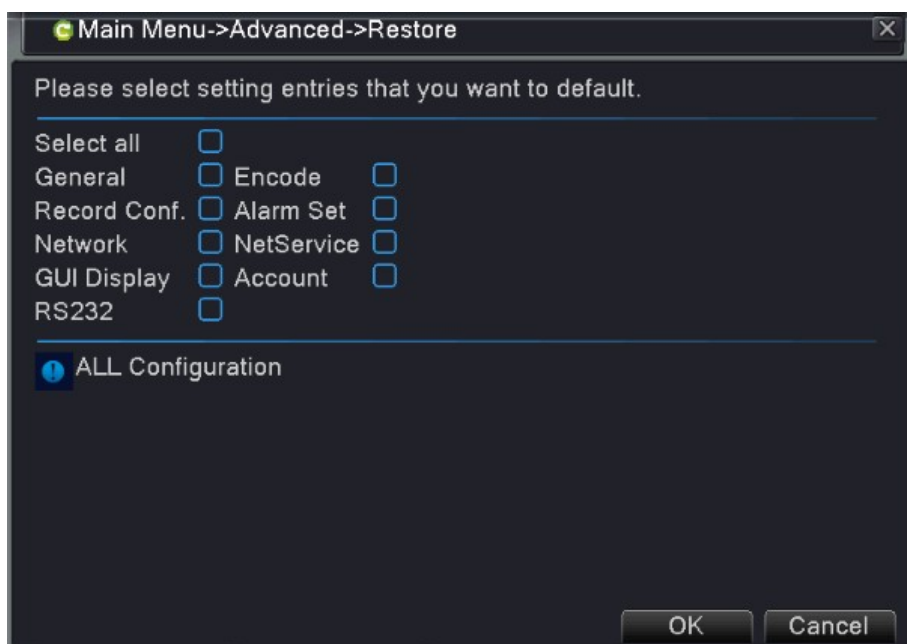 Main Menu->Advanced->Restore
Please select setting entries that you want to default.
Select all
General Encode
Record Conf. Alarm Set
Network NetService
GUI Display Account
RS232
ALL Configuration
OK Cancel